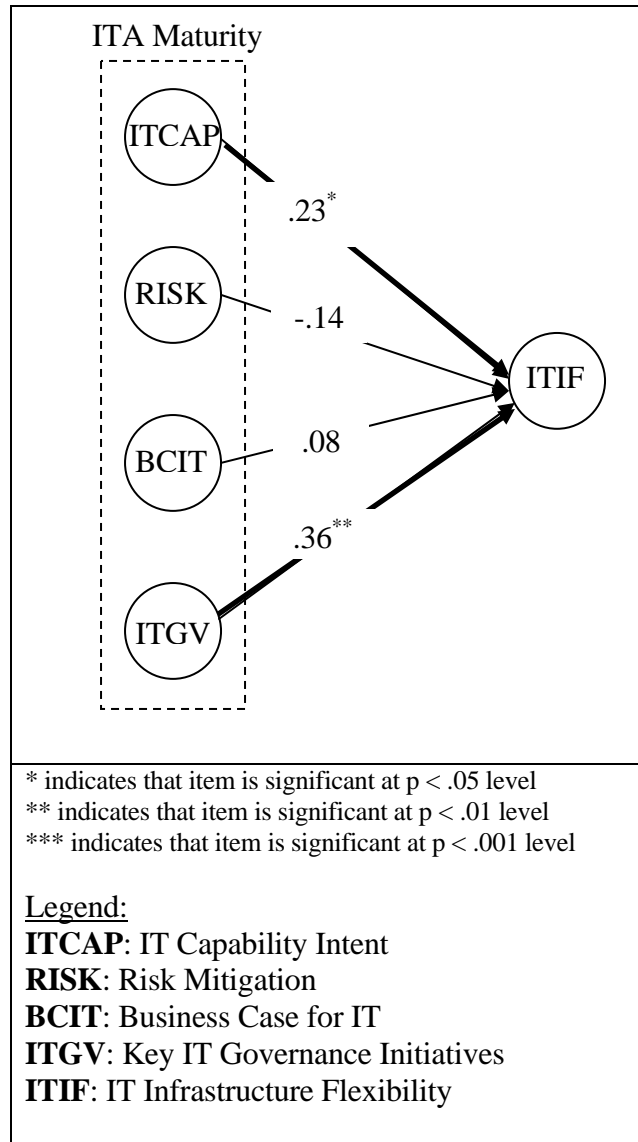 ITA Maturity
ITCAP
.23*
RISK
-.14
ITIF
BCIT
.08
.36**
ITGV
* indicates that item is significant at p < .05 level
** indicates that item is significant at p < .01 level
*** indicates that item is significant at p < .001 level
Legend:
ITCAP: IT Capability Intent
RISK: Risk Mitigation
BCIT: Business Case for IT
ITGV: Key IT Governance Initiatives
ITIF: IT Infrastructure Flexibility